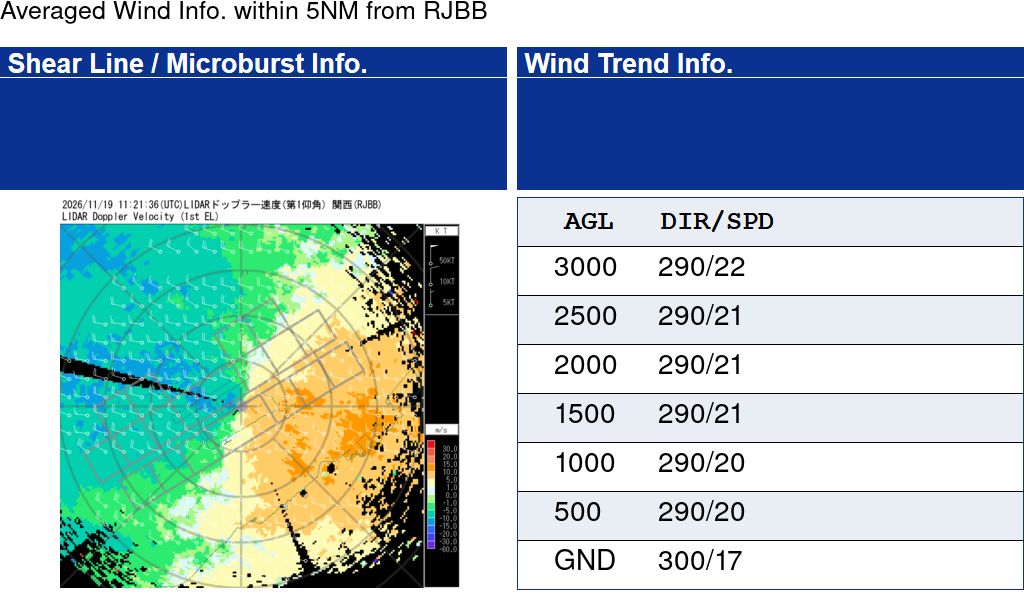 Averaged Wind Info. within 5NM from RJBB
Shear Line / Microburst Info.
Wind Trend Info.
2026/11/19 11:21:36(UTC)LIDARドップラー速度(第1仰角) 関西(RJBB)
LIDAR Doppler Velocity (1st EL)
KT
50KT
10KT
5KT
m/s
30.0
20.0
15.0
10.0
5.0
1.0
0.0
-1.0
-5.0
-10.0
-15.0
-20.0
-30.0
-60.0
AGL DIR/SPD
3000 290/22
2500 290/21
2000 290/21
1500 290/21
1000 290/20
500 290/20
GND 300/17